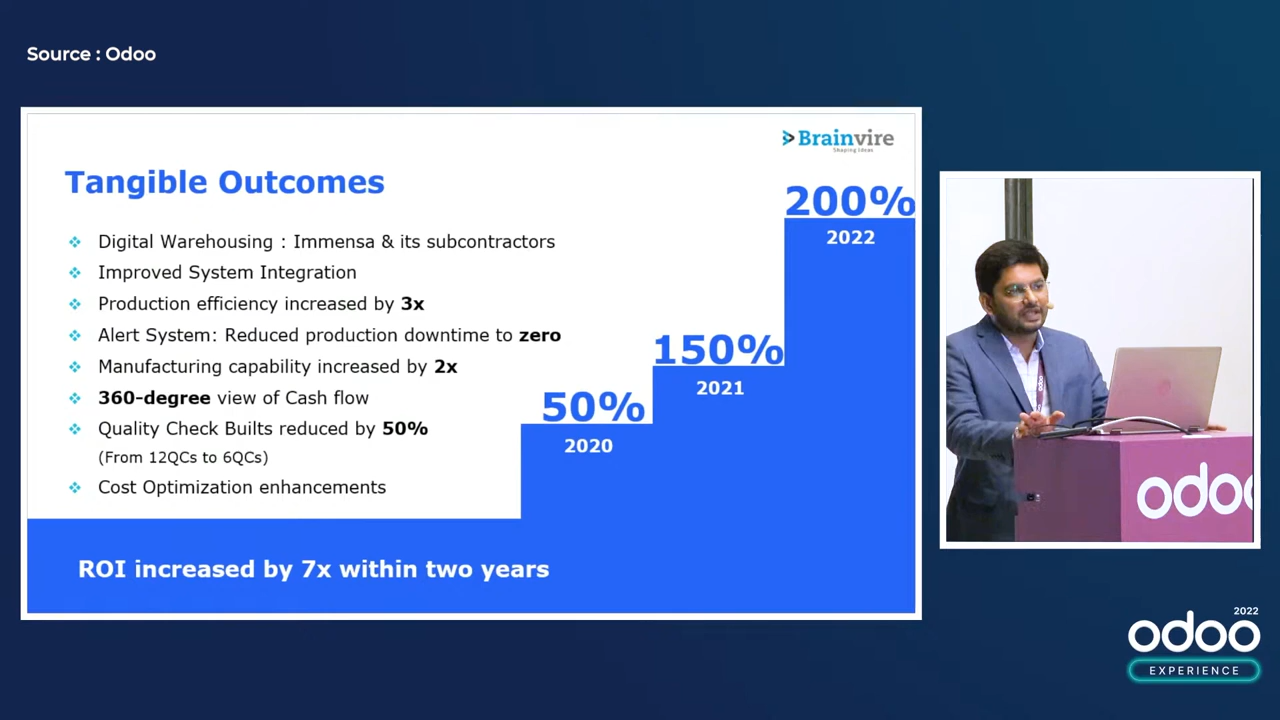 Source : Odoo
Brainvire
Shaping Ideas
Tangible Outcomes
Digital Warehousing : Immensa & its subcontractors
Improved System Integration
Production efficiency increased by 3x
Alert System: Reduced production downtime to zero
Manufacturing capability increased by 2x
360-degree view of Cash flow
Quality Check Builts reduced by 50%
(From 12QCs to 6QCs)
Cost Optimization enhancements
50%
2020
150%
2021
200%
2022
ROI increased by 7x within two years
odoo
odoo
2022
odoo
EXPERIENCE